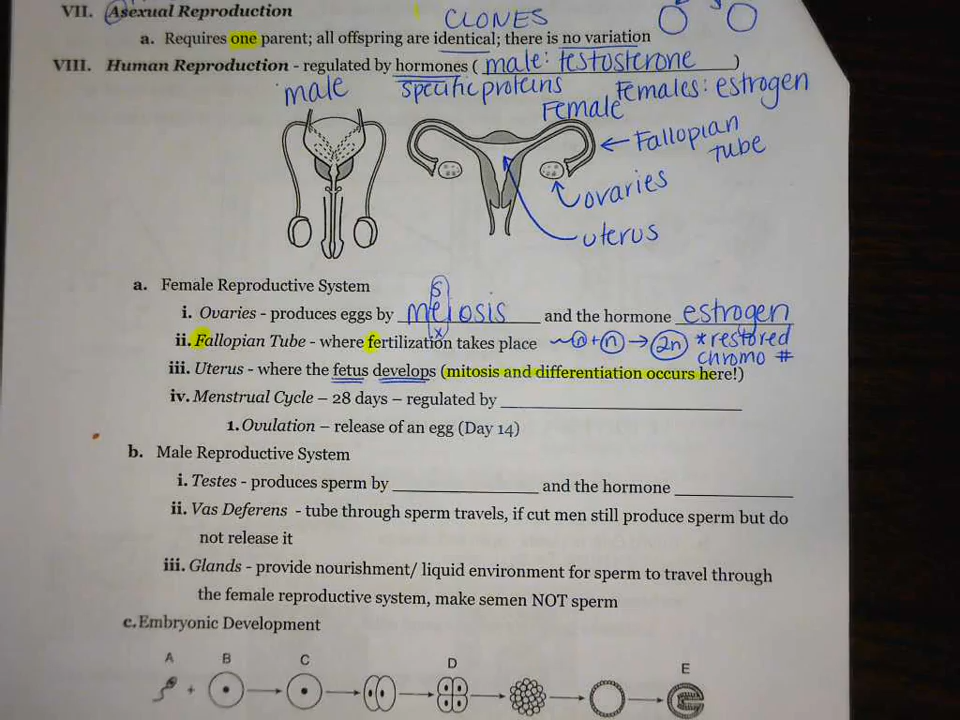 VII. Asexual Reproduction
CLONES
a. Requires one parent; all offspring are identical; there is no variation
VIII. Human Reproduction - regulated by hormones ( male: testosterone )
specific proteins Females: estrogen
male
Female
Fallopian
Tube
ovaries
uterus
a. Female Reproductive System
s
i. Ovaries - produces eggs by meiosis and the hormone estrogen
x
ii. Fallopian Tube - where fertilization takes place n + n → 2n *restored
chromo #
iii. Uterus - where the fetus develops (mitosis and differentiation occurs here!)
iv. Menstrual Cycle – 28 days – regulated by ____________
1. Ovulation – release of an egg (Day 14)
b. Male Reproductive System
i. Testes - produces sperm by ____________ and the hormone ____________
ii. Vas Deferens - tube through sperm travels, if cut men still produce sperm but do
not release it
iii. Glands - provide nourishment/ liquid environment for sperm to travel through
the female reproductive system, make semen NOT sperm
c. Embryonic Development
A B C D E
+